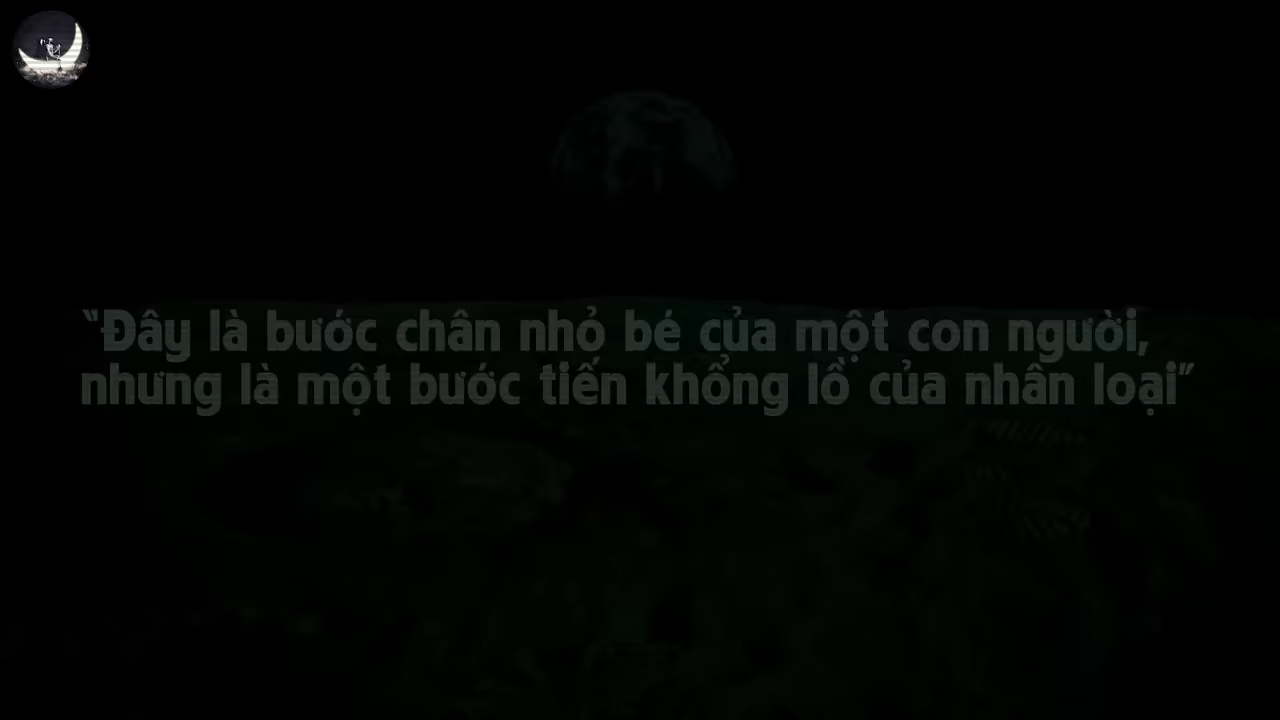 “Đây là bước chân nhỏ bé của một con người,
nhưng là một bước tiến khổng lồ của nhân loại”